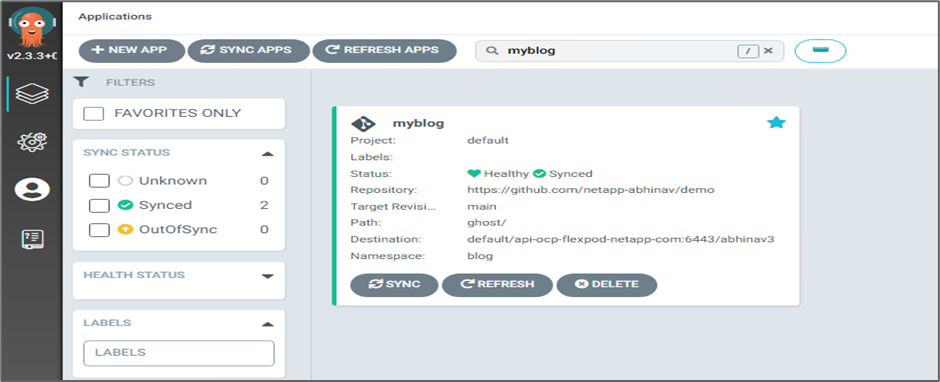 Applications
v2.3.3+0
NEW APP
SYNC APPS
REFRESH APPS
myblog
/
FILTERS
FAVORITES ONLY
SYNC STATUS
Unknown 0
Synced 2
OutOfSync 0
HEALTH STATUS
LABELS
LABELS
myblog
Project: default
Labels:
Status: Healthy Synced
Repository: https://github.com/netapp-abhinav/demo
Target Revisi... main
Path: ghost/
Destination: default/api-ocp-flexpod-netapp-com:6443/abhinav3
Namespace: blog
SYNC
REFRESH
DELETE